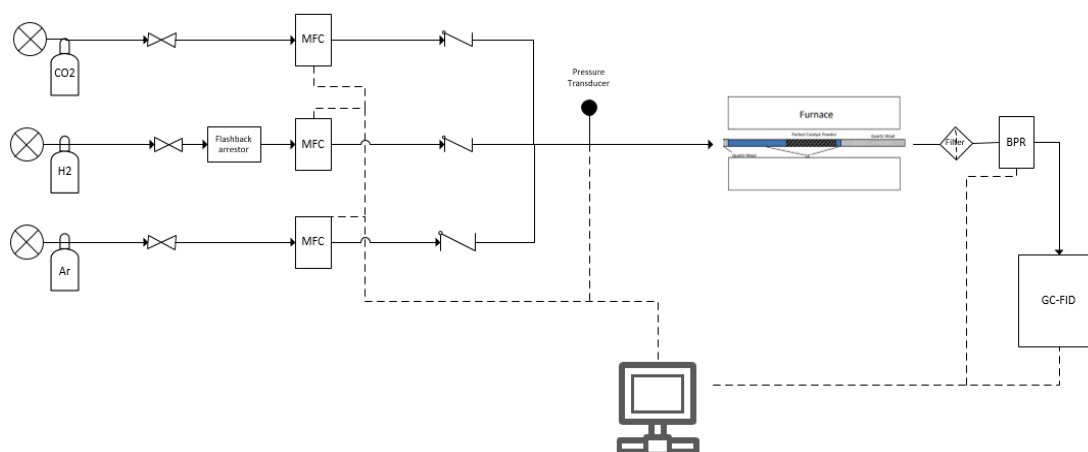 CO2
MFC
Pressure
Transducer
H2
Flashback
arrestor
MFC
Furnace
Packed Catalyst Powder
Quartz Wool
Quartz Wool
Filter
BPR
Ar
MFC
GC-FID